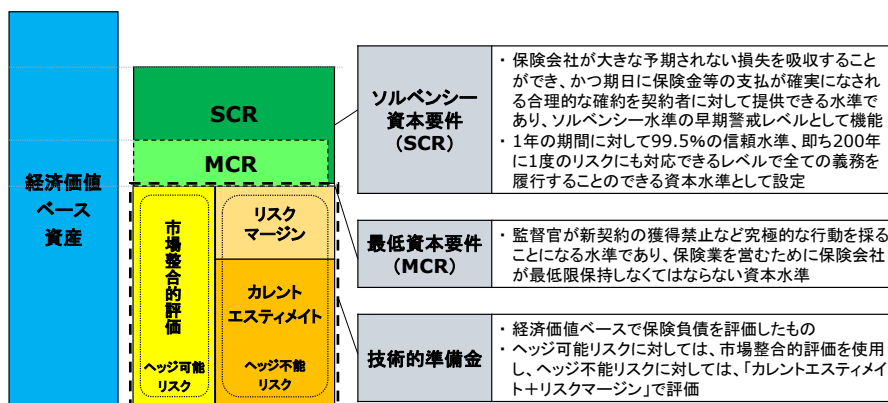 経済価値
ベース
資産
SCR
MCR
市場整合的評価
ヘッジ可能
リスク
リスク
マージン
カレント
エスティメイト
ヘッジ不能
リスク
ソルベンシー
資本要件
(SCR)
・保険会社が大きな予期されない損失を吸収すること
ができ、かつ期日に保険金等の支払が確実になされ
る合理的な確約を契約者に対して提供できる水準で
あり、ソルベンシー水準の早期警戒レベルとして機能
・1年の期間に対して99.5%の信頼水準、即ち200年
に1度のリスクにも対応できるレベルで全ての義務を
履行することのできる資本水準として設定
最低資本要件
(MCR)
・監督官が新契約の獲得禁止など究極的な行動を採る
ことになる水準であり、保険業を営むために保険会社
が最低限保持しなくてはならない資本水準
技術的準備金
・経済価値ベースで保険負債を評価したもの
・ヘッジ可能リスクに対しては、市場整合的評価を使用
し、ヘッジ不能リスクに対しては、「カレントエスティメイ
ト+リスクマージン」で評価